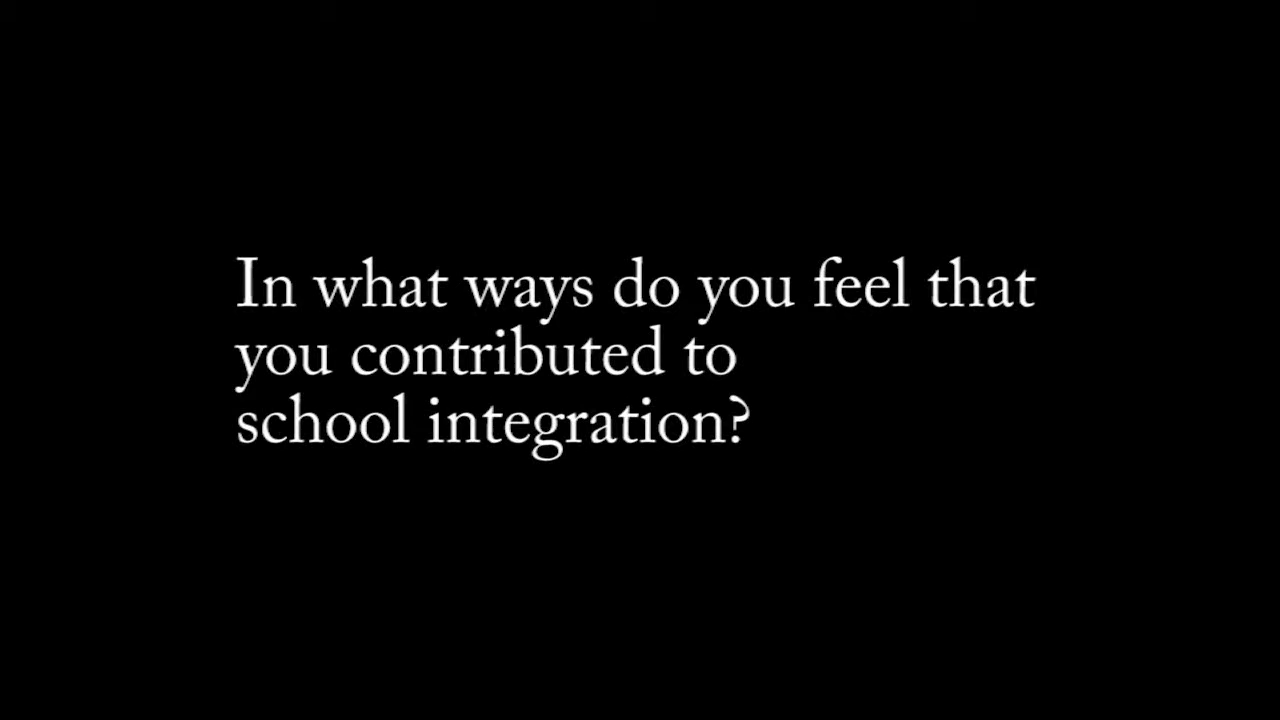 In what ways do you feel that
you contributed to
school integration?